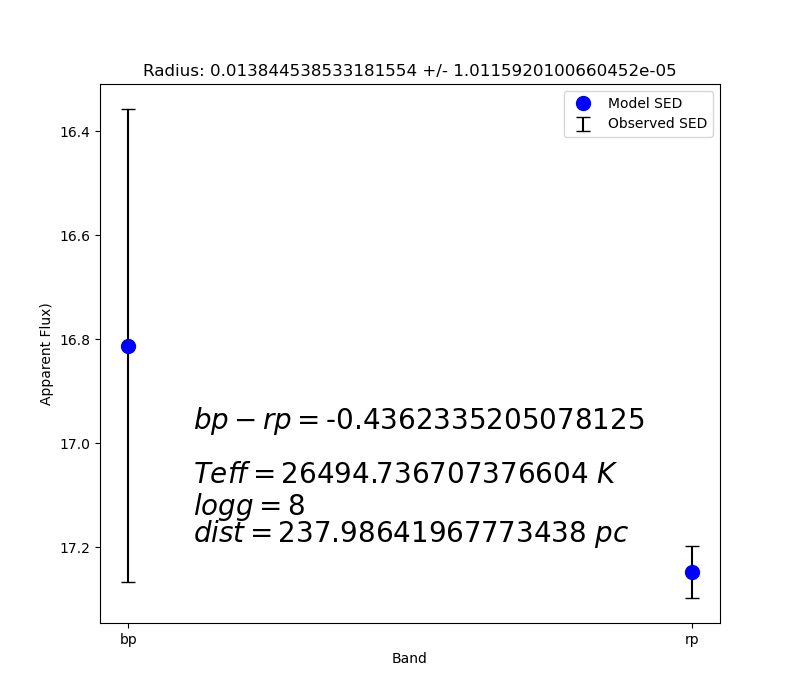 Radius: 0.013844538533181554 +/- 1.0115920100660452e-05
Model SED
Observed SED
16.4
16.6
16.8
17.0
17.2
Apparent Flux)
bp − rp = -0.4362335205078125
Teff = 26494.736707376604 K
logg = 8
dist = 237.98641967773438 pc
bp
rp
Band